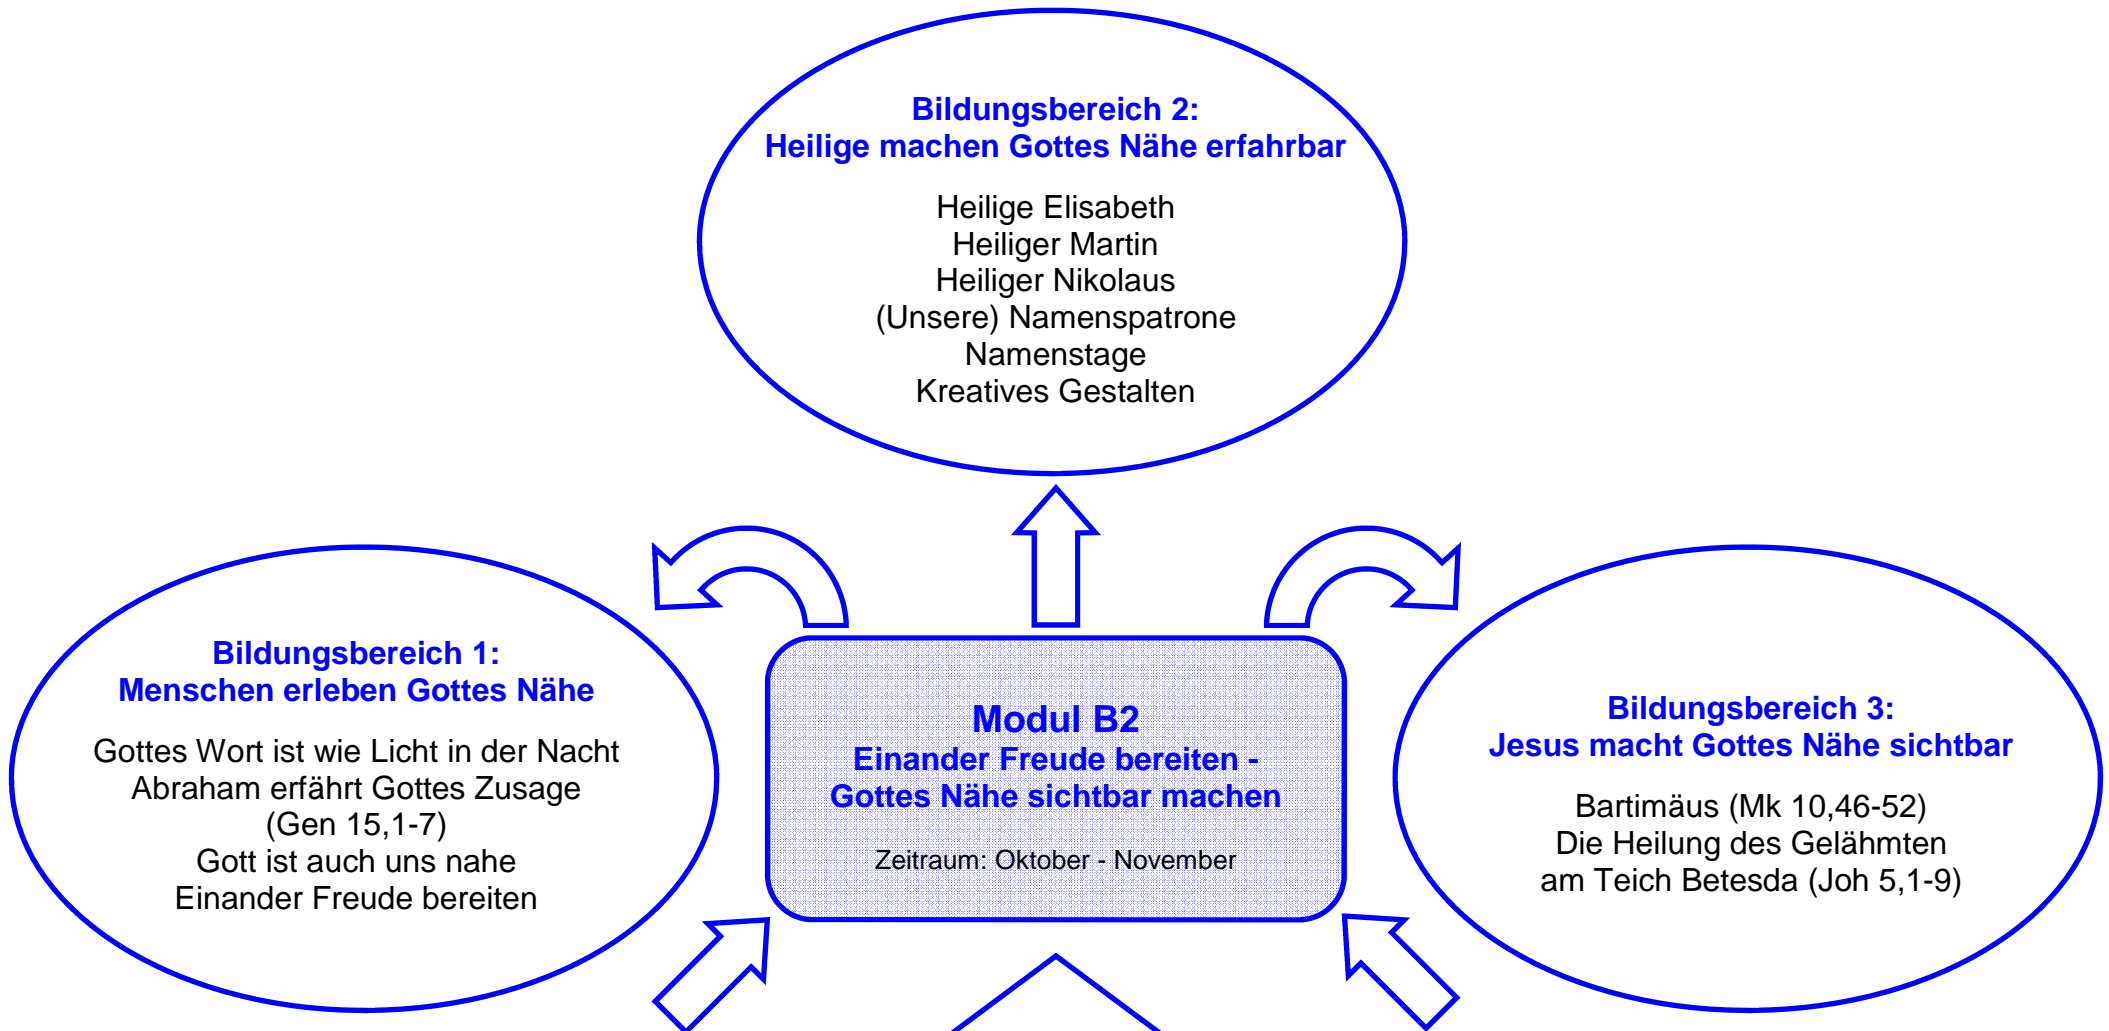 Bildungsbereich 2:
Heilige machen Gottes Nähe erfahrbar
Heilige Elisabeth
Heiliger Martin
Heiliger Nikolaus
(Unsere) Namenspatrone
Namenstage
Kreatives Gestalten
Bildungsbereich 1:
Menschen erleben Gottes Nähe
Gottes Wort ist wie Licht in der Nacht
Abraham erfährt Gottes Zusage
(Gen 15,1-7)
Gott ist auch uns nahe
Einander Freude bereiten
Modul B2
Einander Freude bereiten -
Gottes Nähe sichtbar machen
Zeitraum: Oktober - November
Bildungsbereich 3:
Jesus macht Gottes Nähe sichtbar
Bartimäus (Mk 10,46-52)
Die Heilung des Gelähmten
am Teich Betesda (Joh 5,1-9)